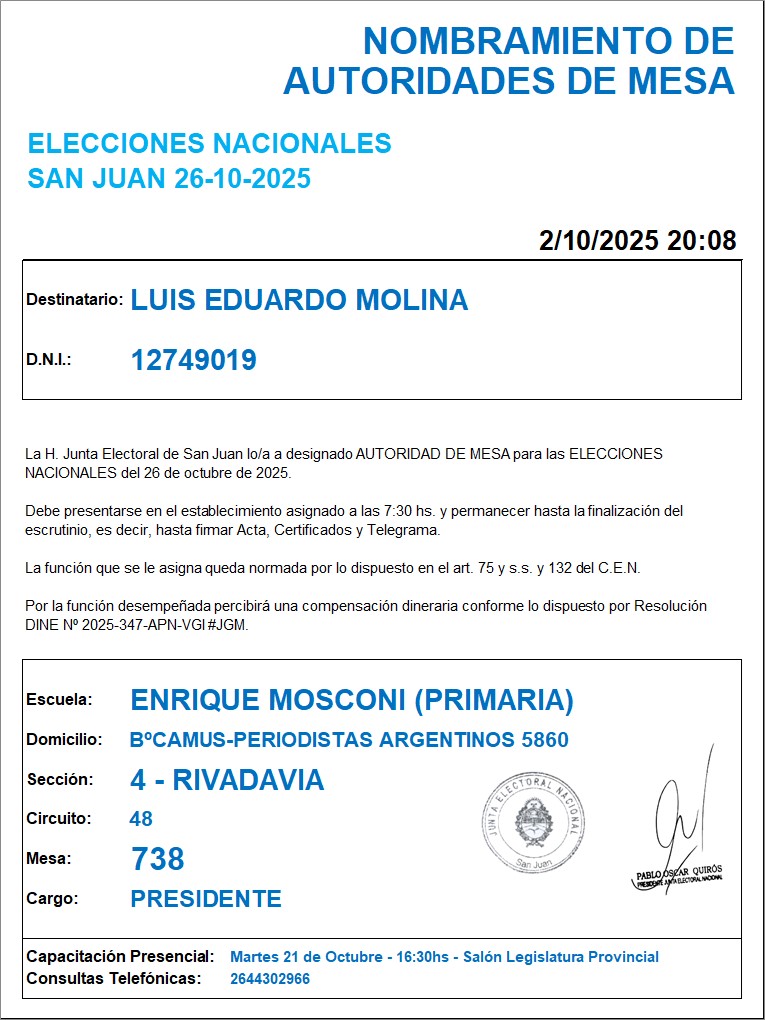 NOMBRAMIENTO DE
AUTORIDADES DE MESA
ELECCIONES NACIONALES
SAN JUAN 26-10-2025
2/10/2025 20:08
Destinatario: LUIS EDUARDO MOLINA
D.N.I.: 12749019
La H. Junta Electoral de San Juan lo/a a designado AUTORIDAD DE MESA para las ELECCIONES
NACIONALES del 26 de octubre de 2025.
Debe presentarse en el establecimiento asignado a las 7:30 hs. y permanecer hasta la finalización del
escrutinio, es decir, hasta firmar Acta, Certificados y Telegrama.
La función que se le asigna queda normada por lo dispuesto en el art. 75 y s.s. y 132 del C.E.N.
Por la función desempeñada percibirá una compensación dineraria conforme lo dispuesto por Resolución
DINE Nº 2025-347-APN-VGI#JGM.
Escuela: ENRIQUE MOSCONI (PRIMARIA)
Domicilio: BºCAMUS-PERIODISTAS ARGENTINOS 5860
Sección: 4 - RIVADAVIA
Circuito: 48
Mesa: 738
Cargo: PRESIDENTE
JUNTA ELECTORAL NACIONAL
San Juan
PABLO OSCAR QUIRÓS
PRESIDENTE JUNTA ELECTORAL NACIONAL
Capacitación Presencial: Martes 21 de Octubre - 16:30hs - Salón Legislatura Provincial
Consultas Telefónicas: 2644302966